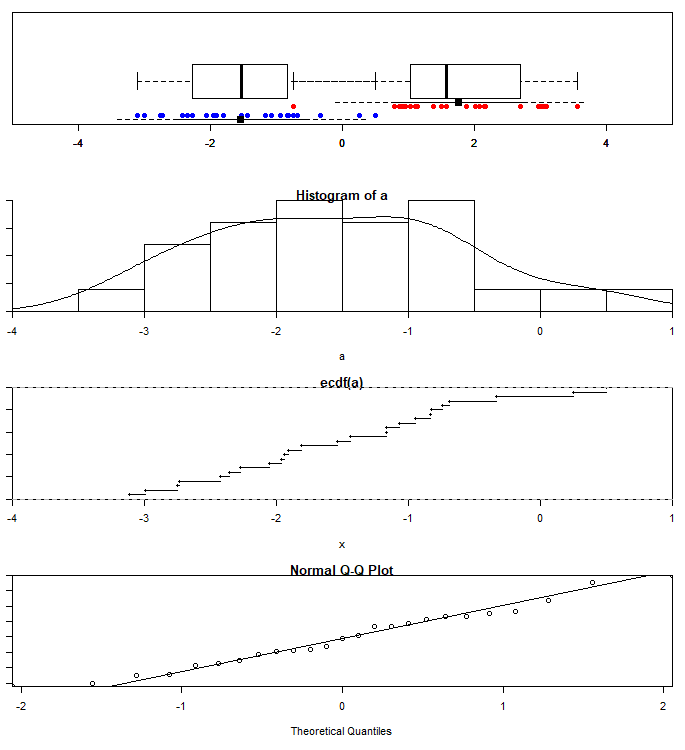 -4 -2 0 2 4
Histogram of a
-4 -3 -2 -1 0 1
a
ecdf(a)
-4 -3 -2 -1 0 1
x
Normal Q-Q Plot
-2 -1 0 1 2
Theoretical Quantiles